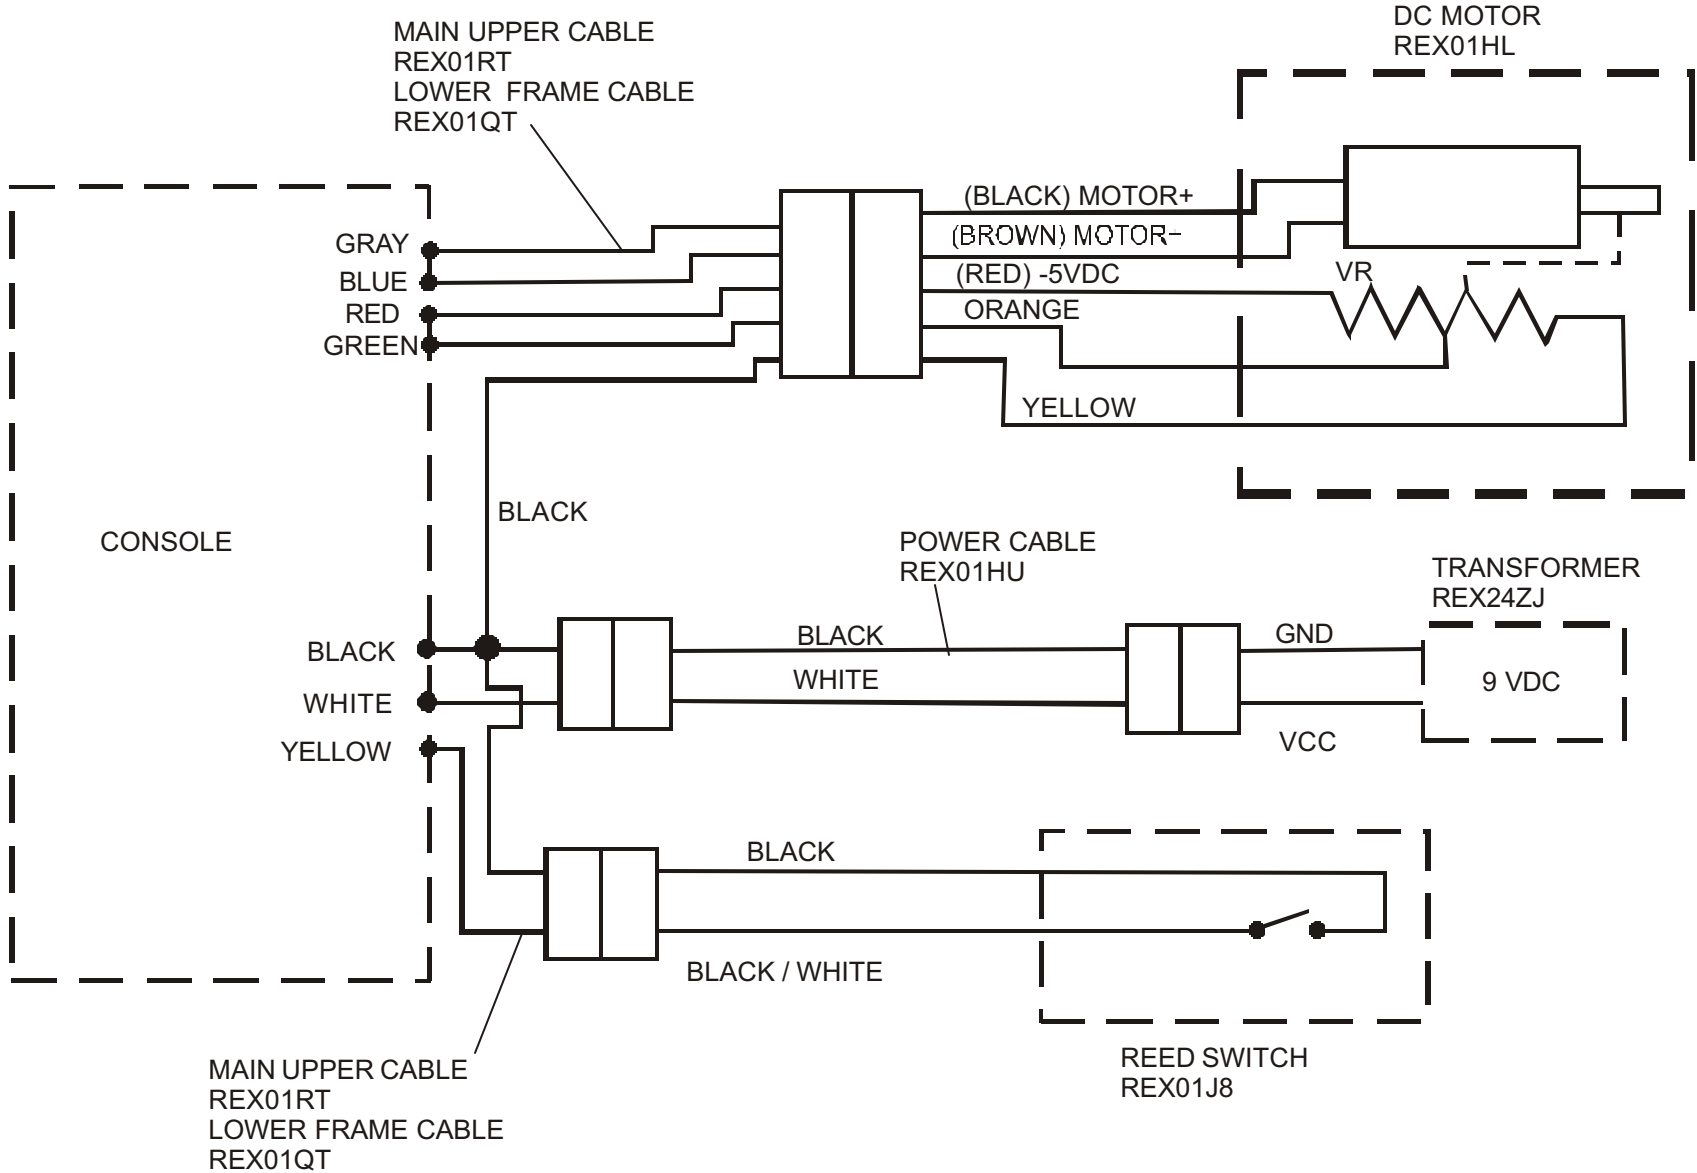 DC MOTOR
REX01HL
MAIN UPPER CABLE
REX01RT
LOWER FRAME CABLE
REX01QT
(BLACK) MOTOR+
GRAY
(BROWN) MOTOR-
BLUE
(RED) -5VDC
VR
RED
ORANGE
GREEN
YELLOW
BLACK
CONSOLE
POWER CABLE
REX01HU
TRANSFORMER
REX24ZJ
BLACK
BLACK
GND
WHITE
WHITE
9 VDC
YELLOW
VCC
BLACK
BLACK / WHITE
REED SWITCH
REX01J8
MAIN UPPER CABLE
REX01RT
LOWER FRAME CABLE
REX01QT